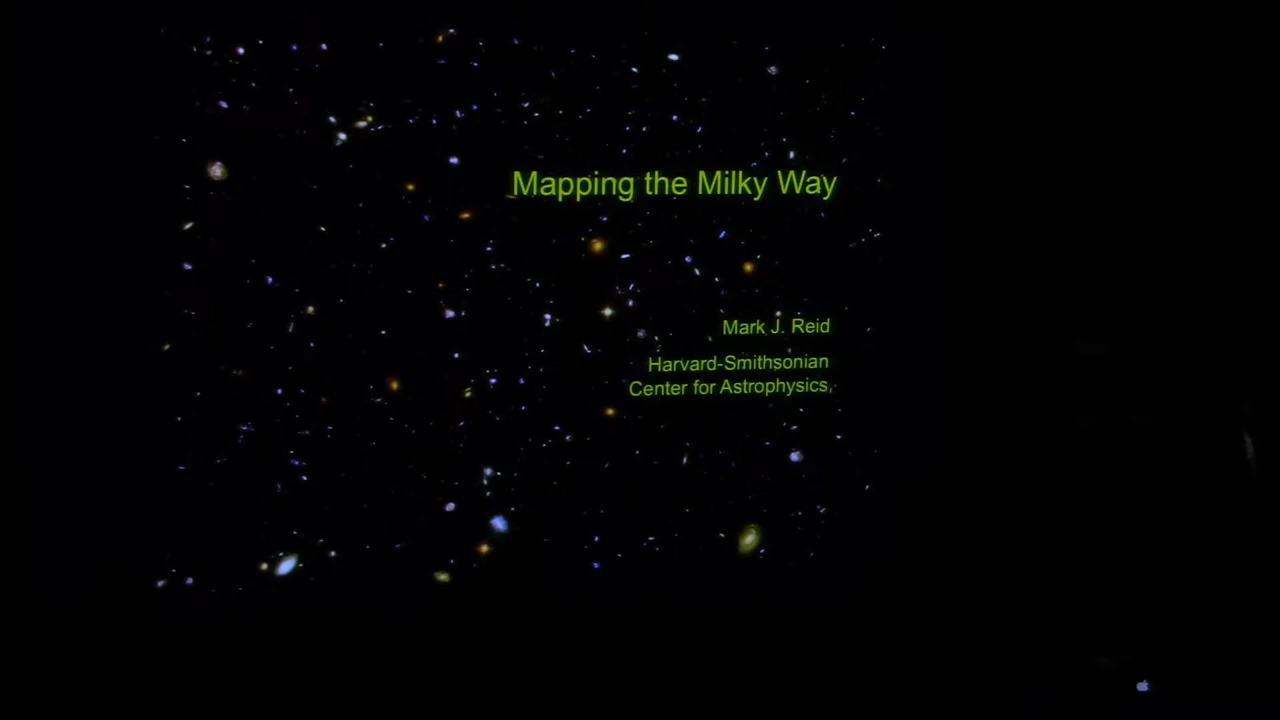 Mapping the Milky Way
Mark J. Reid
Harvard-Smithsonian
Center for Astrophysics,